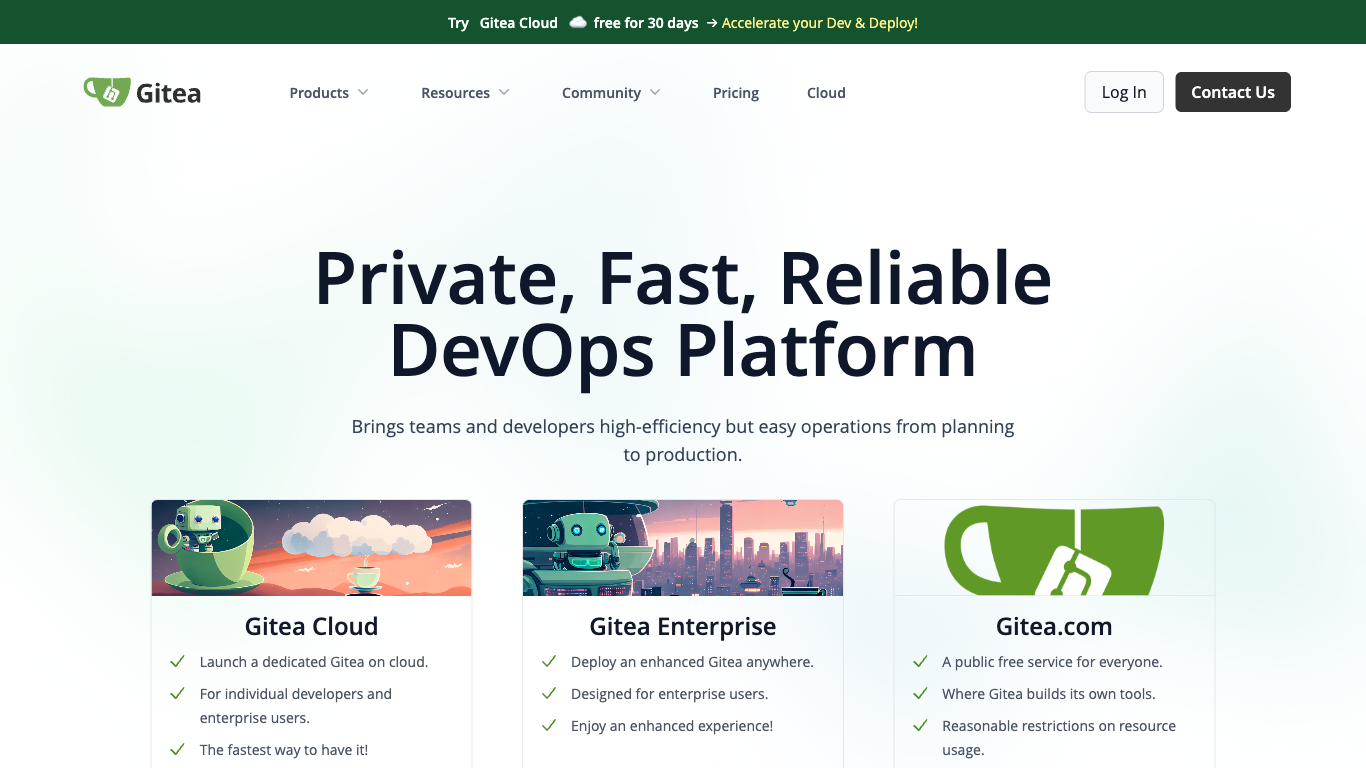 Try Gitea Cloud ☁️ free for 30 days → Accelerate your Dev & Deploy!
Gitea
Products
Resources
Community
Pricing
Cloud
Log In
Contact Us
Private, Fast, Reliable
DevOps Platform
Brings teams and developers high-efficiency but easy operations from planning
to production.
Gitea Cloud
Launch a dedicated Gitea on cloud.
For individual developers and
enterprise users.
The fastest way to have it!
Gitea Enterprise
Deploy an enhanced Gitea anywhere.
Designed for enterprise users.
Enjoy an enhanced experience!
Gitea.com
A public free service for everyone.
Where Gitea builds its own tools.
Reasonable restrictions on resource
usage.